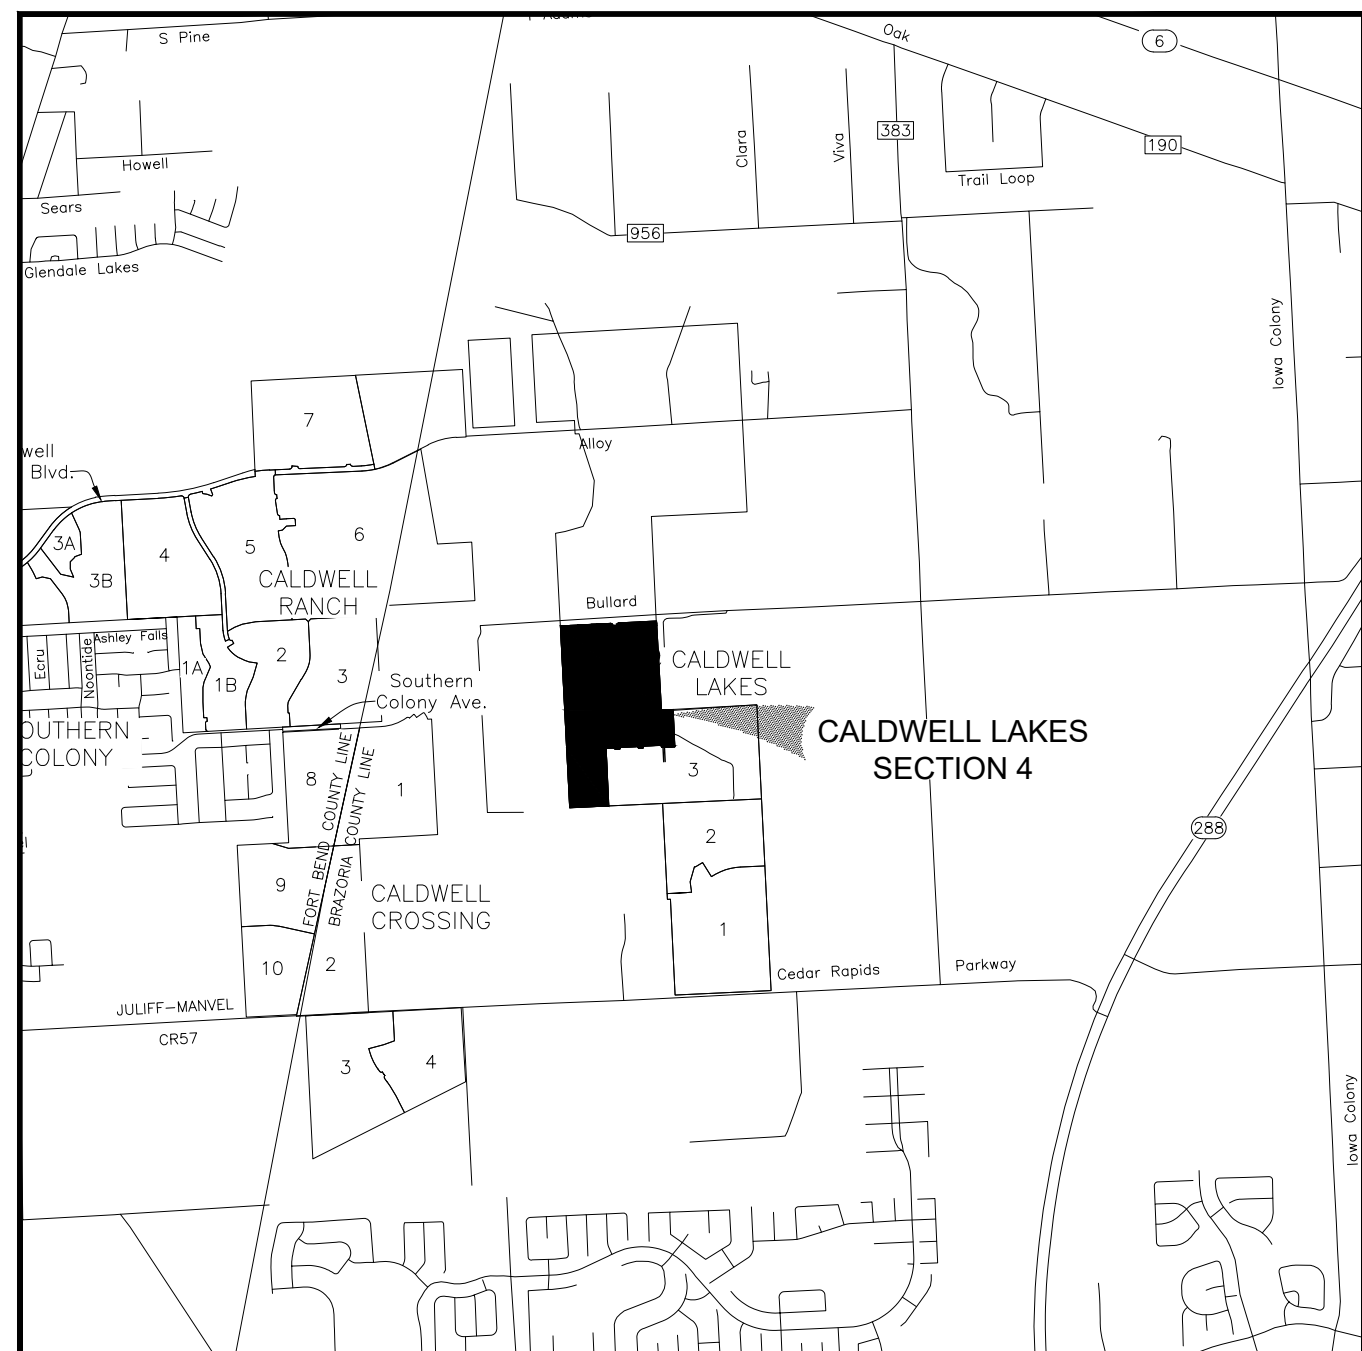 S Pine
Oak
6
383
190
Clara
Viva
Howell
Trail Loop
Sears
956
Glendale Lakes
Iowa Colony
7
Alloy
well
Blvd.
3A
4
5
6
3B
CALDWELL
RANCH
Bullard
Ashley Falls
Ecru
Noontide
1A
1B
2
3
Southern
Colony Ave.
CALDWELL
LAKES
OUTHERN
COLONY
CALDWELL LAKES
SECTION 4
8
1
3
FORT BEND COUNTY LINE
BRAZORIA COUNTY LINE
2
288
9
CALDWELL
CROSSING
1
10
2
Cedar Rapids
Parkway
JULIFF-MANVEL
CR57
3
4
Iowa Colony